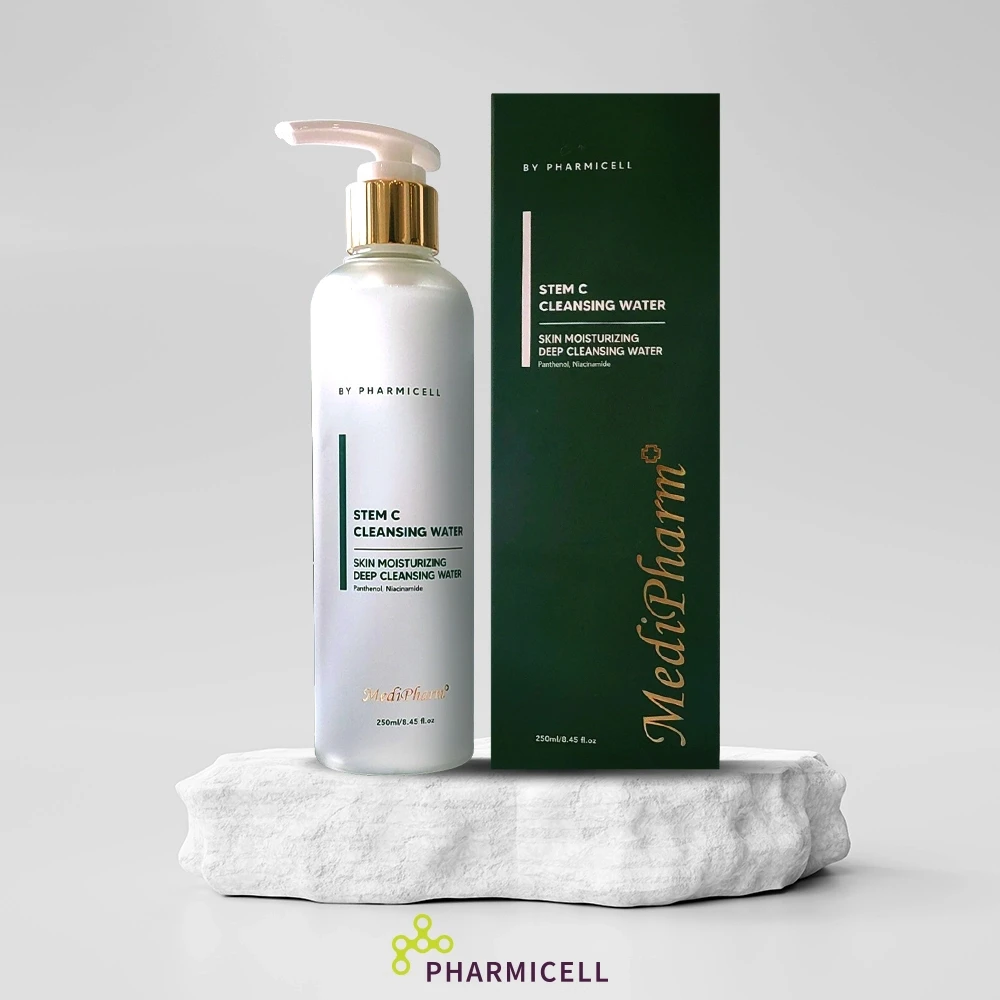 BY PHARMICELL
STEM C
CLEANSING WATER
SKIN MOISTURIZING
DEEP CLEANSING WATER
Panthenol, Niacinamide
MediPharm
250ml/8.45 fl.oz
BY PHARMICELL
STEM C
CLEANSING WATER
SKIN MOISTURIZING
DEEP CLEANSING WATER
Panthenol, Niacinamide
MediPharm
250ml/8.45 fl.oz
PHARMICELL